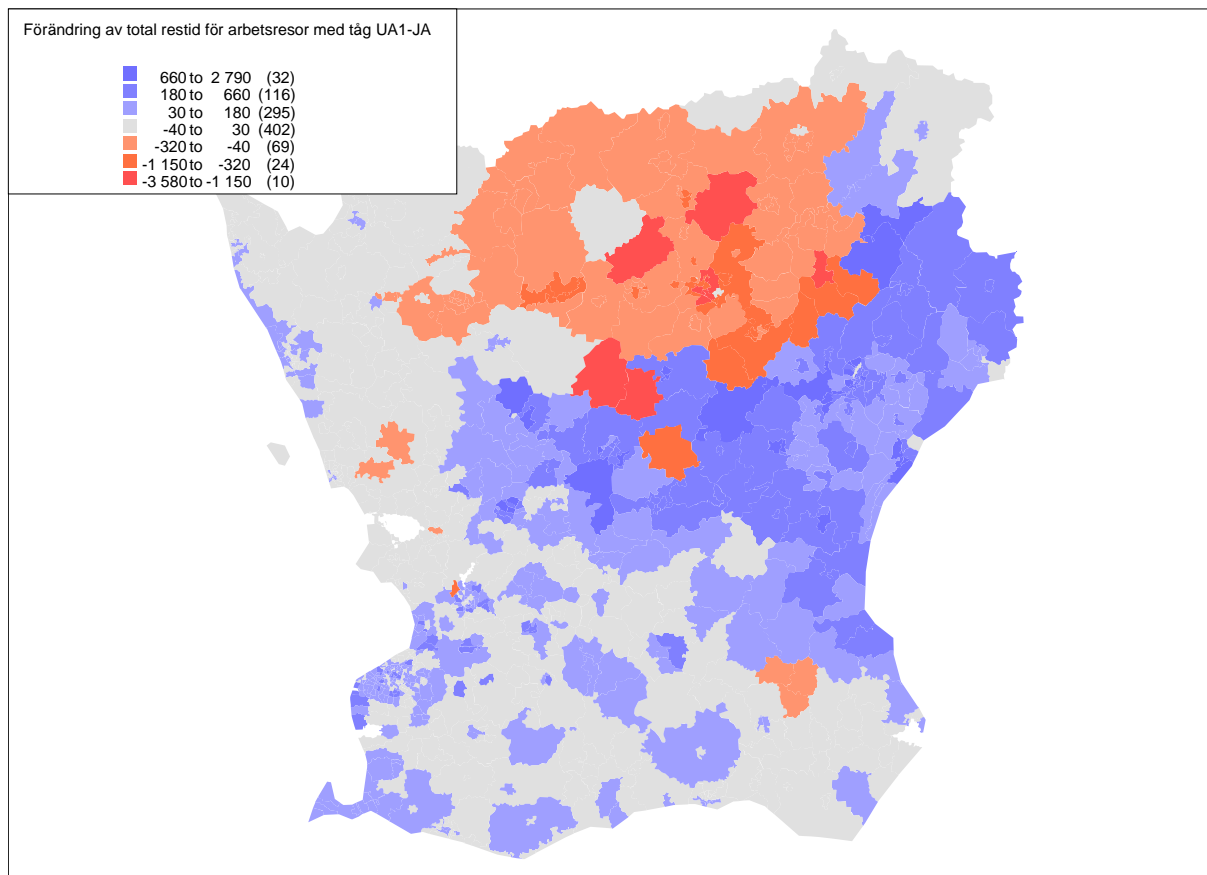 Förändring av total restid för arbetsresor med tåg UA1-JA
660 to 2 790 (32)
180 to 660 (116)
30 to 180 (295)
-40 to 30 (402)
-320 to -40 (69)
-1 150 to -320 (24)
-3 580 to -1 150 (10)